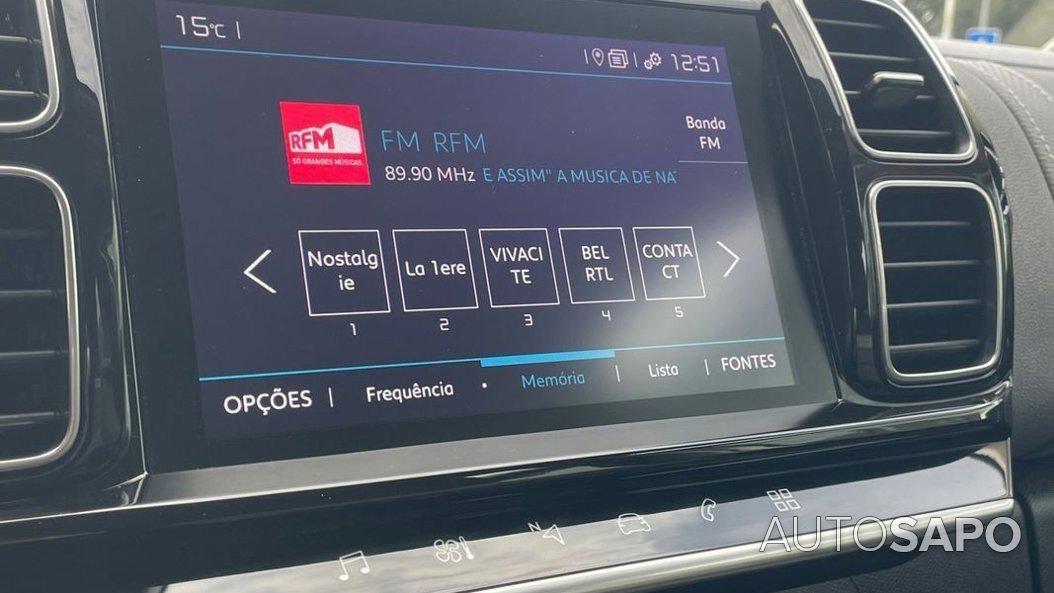 15°C
12:51
RFM
SÓ GRANDES MÚSICAS
FM RFM
89.90 MHz E ASSIM" A MUSICA DE NA
Banda
FM
Nostalg
ie
La 1ere
VIVACI
TE
BEL
RTL
CONTA
CT
1 2 3 4 5
OPÇÕES Frequência Memória Lista FONTES
N
AUTOSAPO